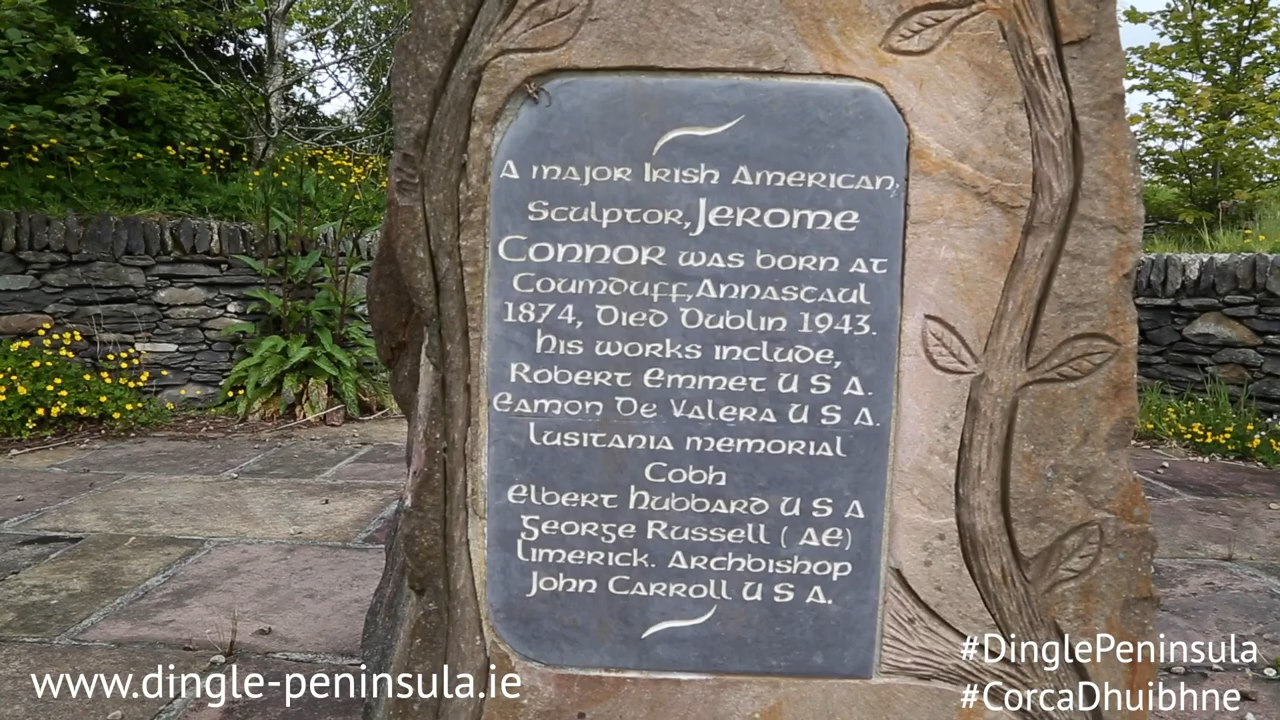 A major Irish American,
Sculptor, Jerome
Connor was born at
Coumduff, Annascaul
1874, Died Dublin 1943.
his works include,
Robert Emmet U S A.
Eamon De Valera U S A.
Lusitania memorial
Cobh
Elbert Hubbard U S A
George Russell ( AE)
Limerick. Archbishop
John Carroll U S A.
www.dingle-peninsula.ie
#DinglePeninsula
#CorcaDhuibhne